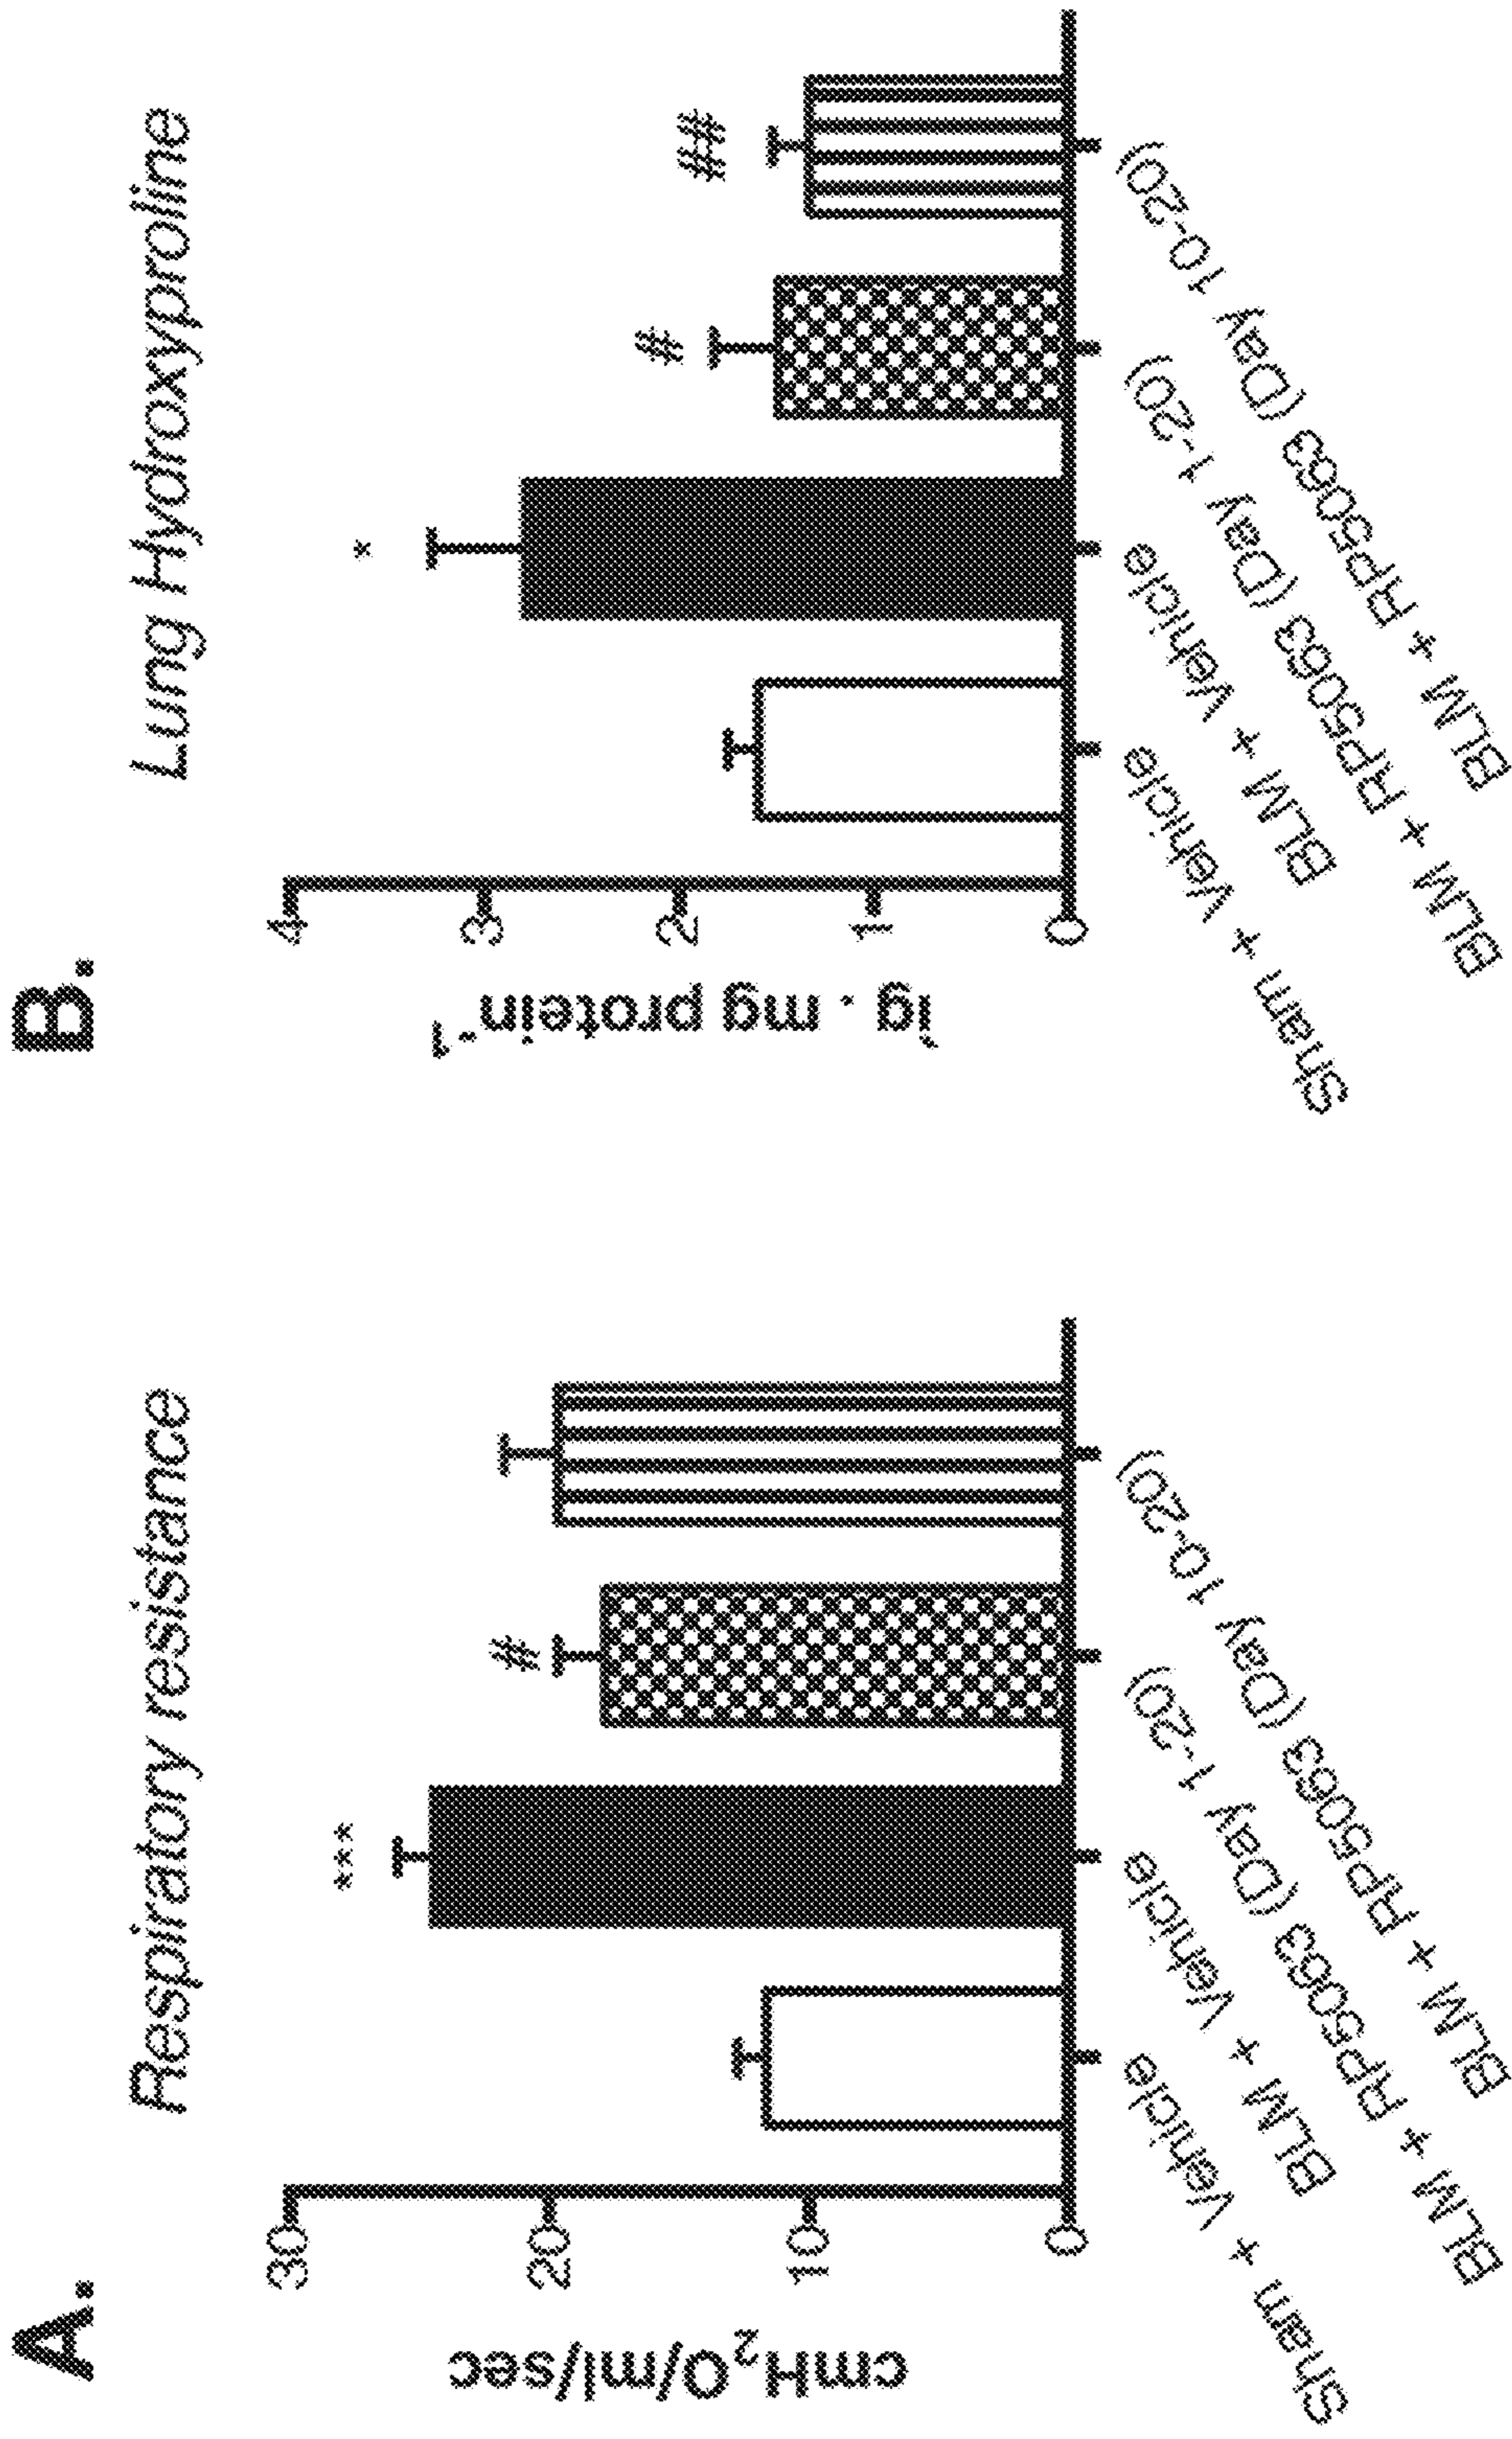 A.
Respiratory resistance
cmH₂O/ml/sec
30
20
10
0
***
#
Sham + Vehicle
BLM + Vehicle
BLM + RP5063 (Day 1-20)
BLM + RP5063 (Day 10-20)
B.
Lung Hydroxyproline
ìg . mg protein⁻¹
4
3
2
1
0
*
#
##
Sham + Vehicle
BLM + Vehicle
BLM + RP5063 (Day 1-20)
BLM + RP5063 (Day 10-20)